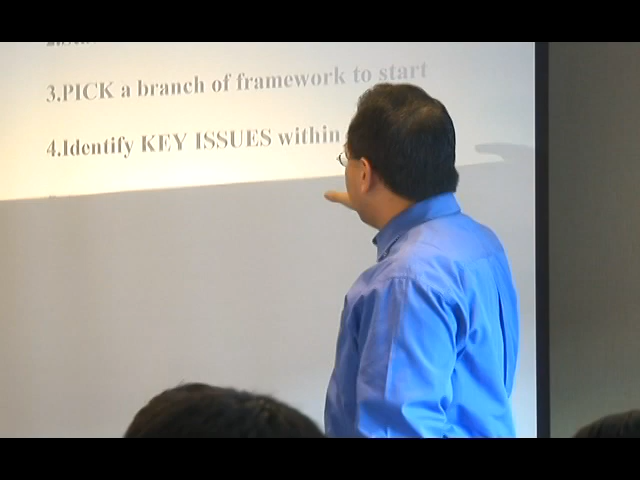 3.PICK a branch of framework to start
4.Identify KEY ISSUES within